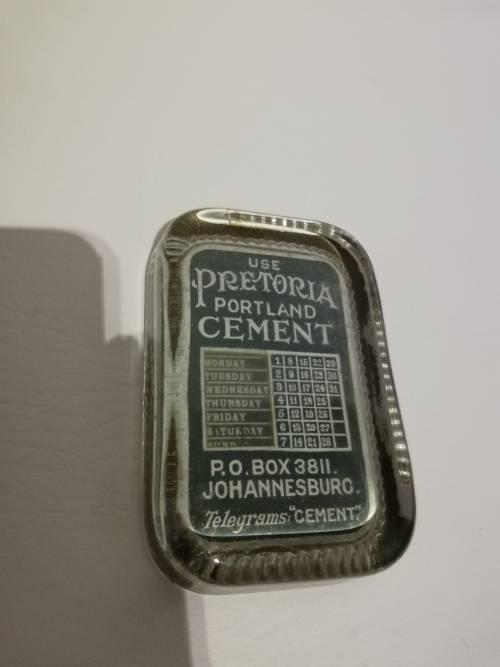 USE
PRETORIA
PORTLAND
CEMENT
MONDAY 1 8 15 22 29
TUESDAY 2 9 16 23 30
WEDNESDAY 3 10 17 24 31
THURSDAY 4 11 18 25
FRIDAY 5 12 19 26
SATURDAY 6 13 20 27
7 14 21 28
P.O. BOX 3811.
JOHANNESBURG.
Telegrams: "CEMENT."